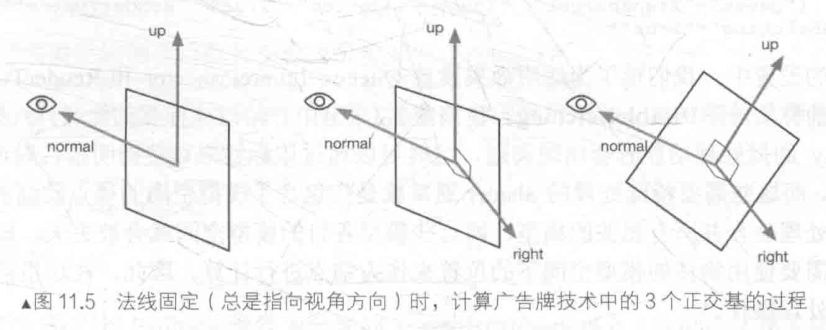 up
normal
up
normal
right
up
normal
right
▲图 11.5 法线固定（总是指向视角方向）时，计算广告牌技术中的 3 个正交基的过程